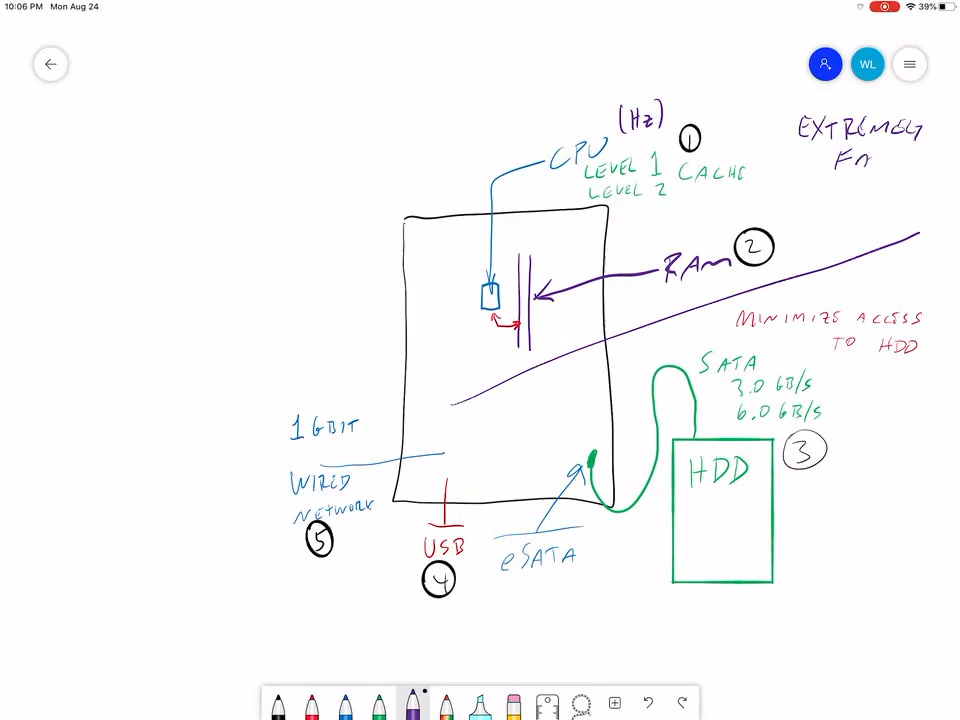 10:06 PM Mon Aug 24
39%
WL
(Hz)
1
CPU
LEVEL 1 CACHE
LEVEL 2
EXTREMELY
FA
2
RAM
MINIMIZE ACCESS
TO HDD
SATA
3.0 GB/s
6.0 GB/s
3
HDD
1 GBIT
WIRED
NETWORK
5
USB
4
eSATA